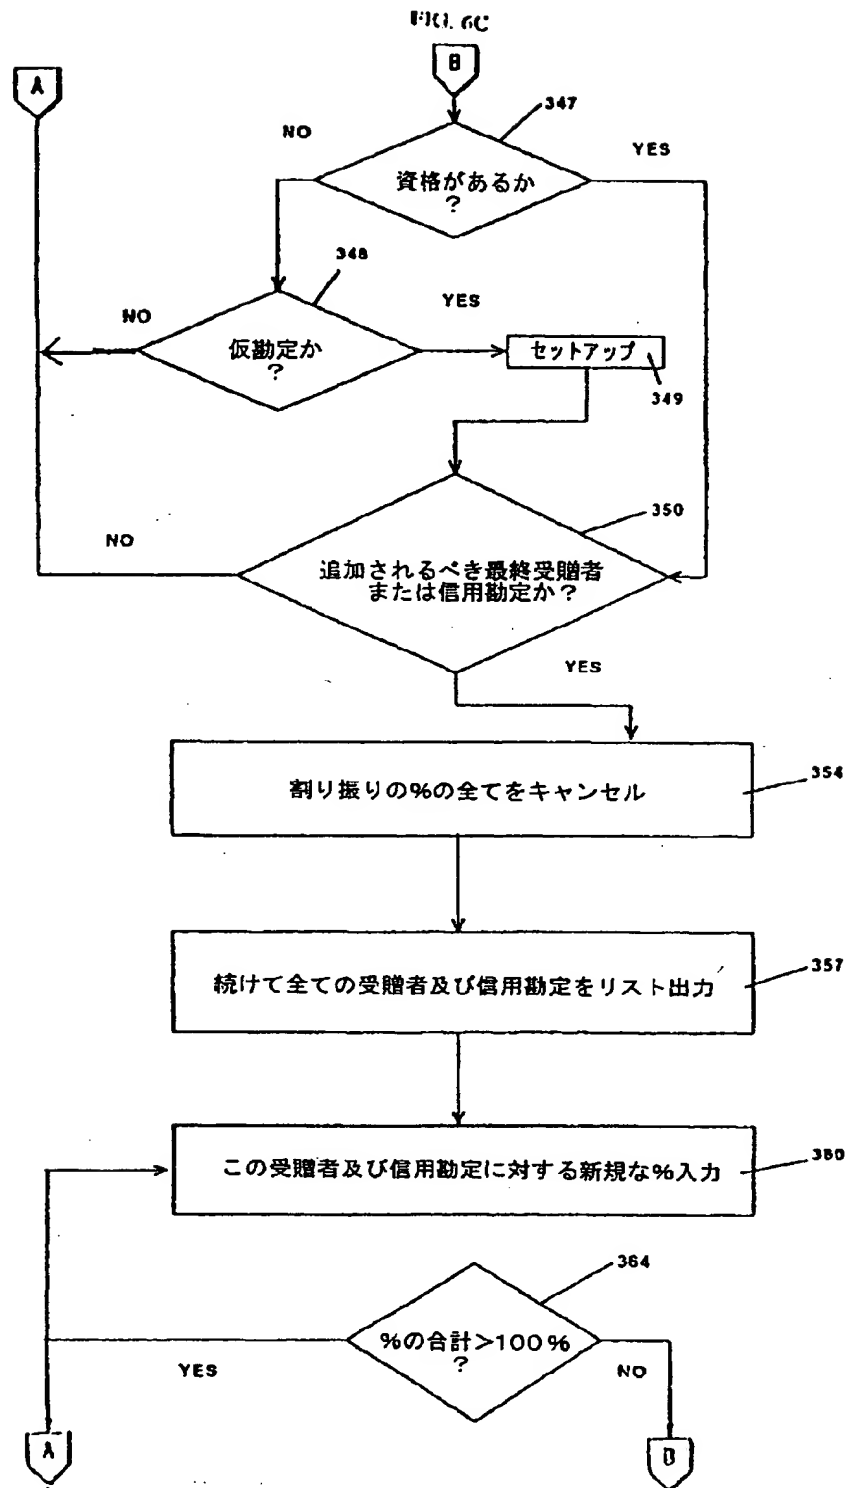 FIG. 6C
B
A
347
NO
YES
資格があるか
?
348
NO
YES
仮勘定か
?
セットアップ
349
350
NO
追加されるべき最終受贈者
または信用勘定か?
YES
354
割り振りの%の全てをキャンセル
357
続けて全ての受贈者及び信用勘定をリスト出力
360
この受贈者及び信用勘定に対する新規な%入力
364
%の合計>100%
?
YES
NO
A